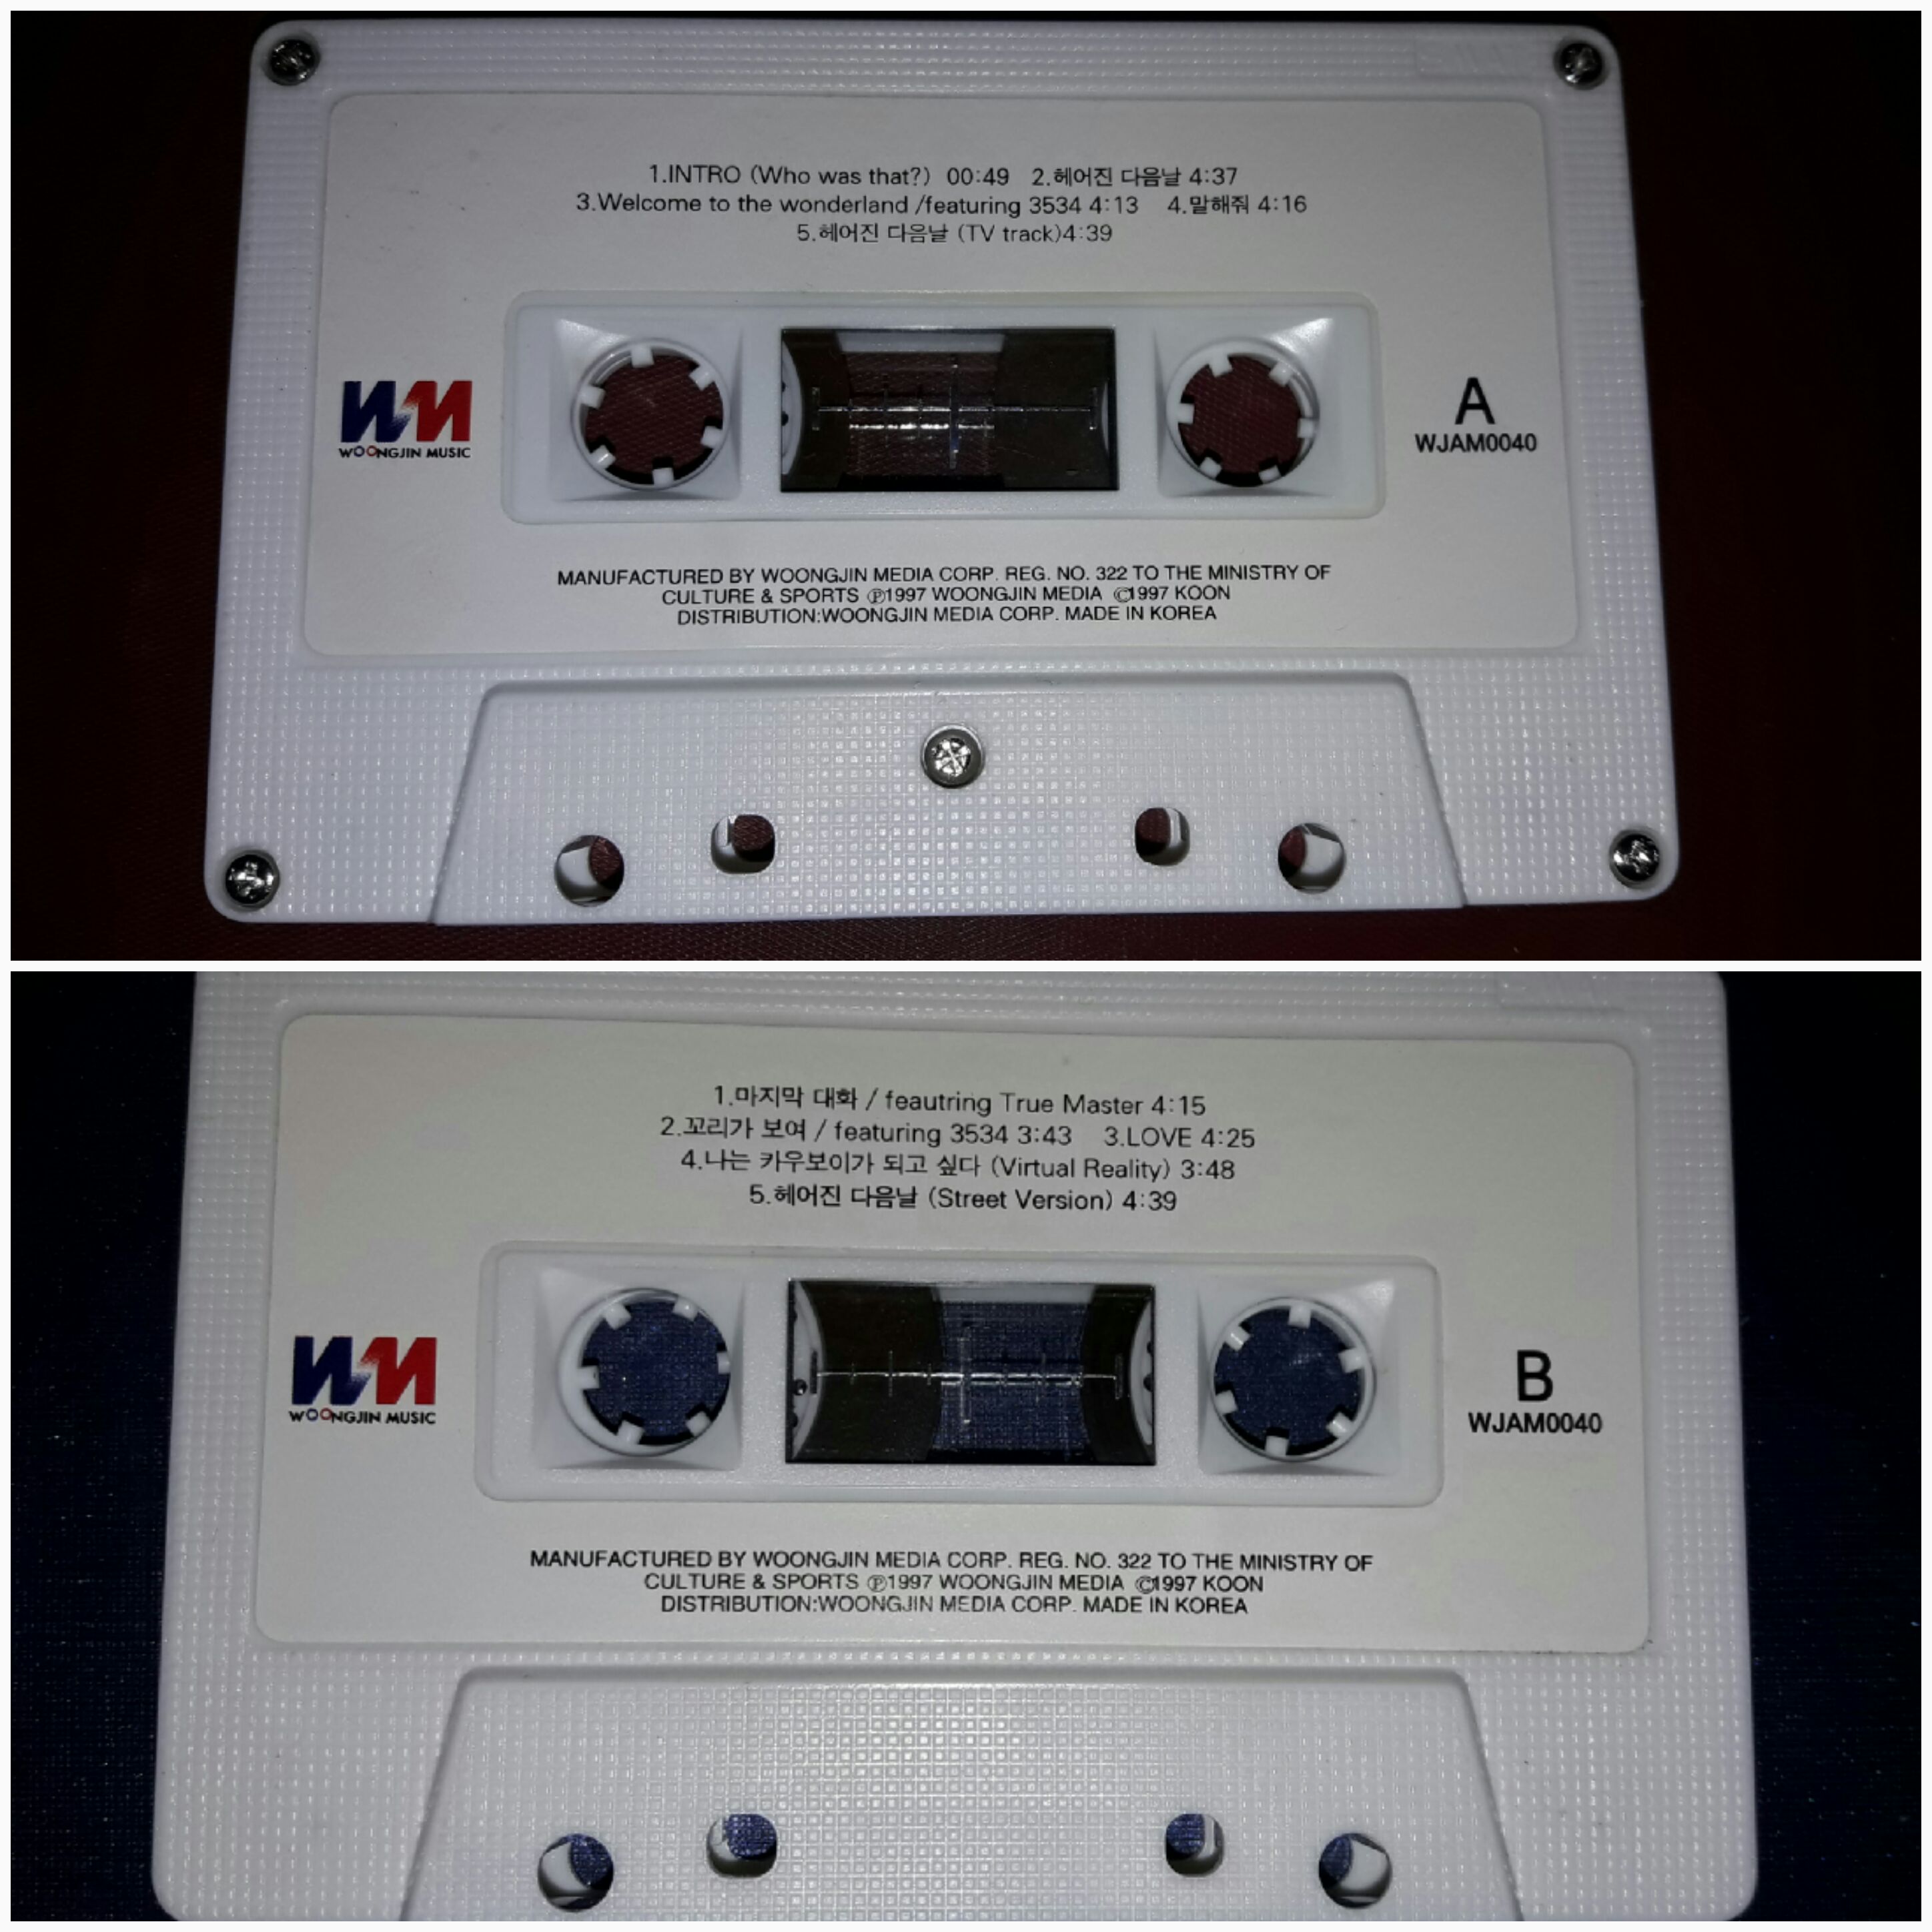 1.INTRO (Who was that?) 00:49 2.헤어진 다음날 4:37
3.Welcome to the wonderland /featuring 3534 4:13 4.말해줘 4:16
5.헤어진 다음날 (TV track)4:39
WM
WOONGJIN MUSIC
A
WJAM0040
MANUFACTURED BY WOONGJIN MEDIA CORP. REG. NO. 322 TO THE MINISTRY OF
CULTURE & SPORTS ℗1997 WOONGJIN MEDIA ©1997 KOON
DISTRIBUTION:WOONGJIN MEDIA CORP. MADE IN KOREA
1.마지막 대화 / feautring True Master 4:15
2.꼬리가 보여 / featuring 3534 3:43 3.LOVE 4:25
4.나는 카우보이가 되고 싶다 (Virtual Reality) 3:48
5.헤어진 다음날 (Street Version) 4:39
WM
WOONGJIN MUSIC
B
WJAM0040
MANUFACTURED BY WOONGJIN MEDIA CORP. REG. NO. 322 TO THE MINISTRY OF
CULTURE & SPORTS ℗1997 WOONGJIN MEDIA ©1997 KOON
DISTRIBUTION:WOONGJIN MEDIA CORP. MADE IN KOREA